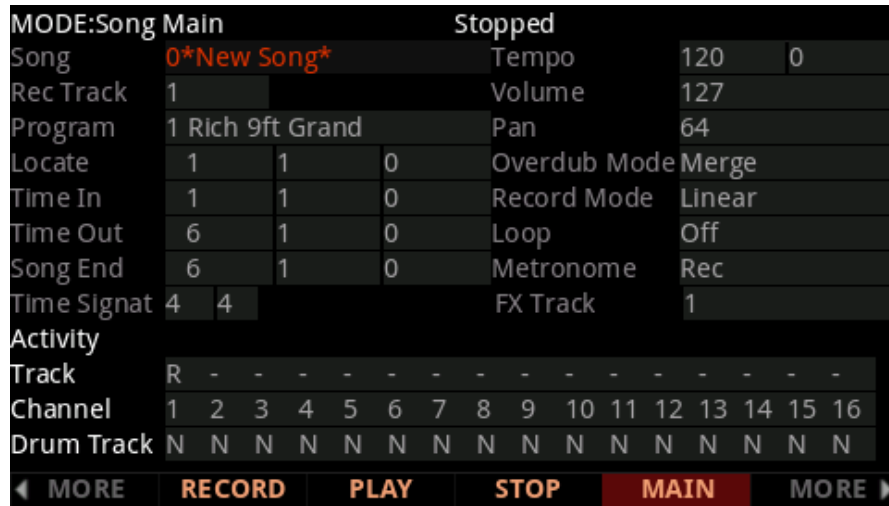 MODE:Song Main Stopped
Song 0*New Song* Tempo 120 0
Rec Track 1 Volume 127
Program 1 Rich 9ft Grand Pan 64
Locate 1 1 0 Overdub Mode Merge
Time In 1 1 0 Record Mode Linear
Time Out 6 1 0 Loop Off
Song End 6 1 0 Metronome Rec
Time Signat 4 4 FX Track 1
Activity
Track R - - - - - - - - - - - - - - -
Channel 1 2 3 4 5 6 7 8 9 10 11 12 13 14 15 16
Drum Track N N N N N N N N N N N N N N N N
MORE RECORD PLAY STOP MAIN MORE